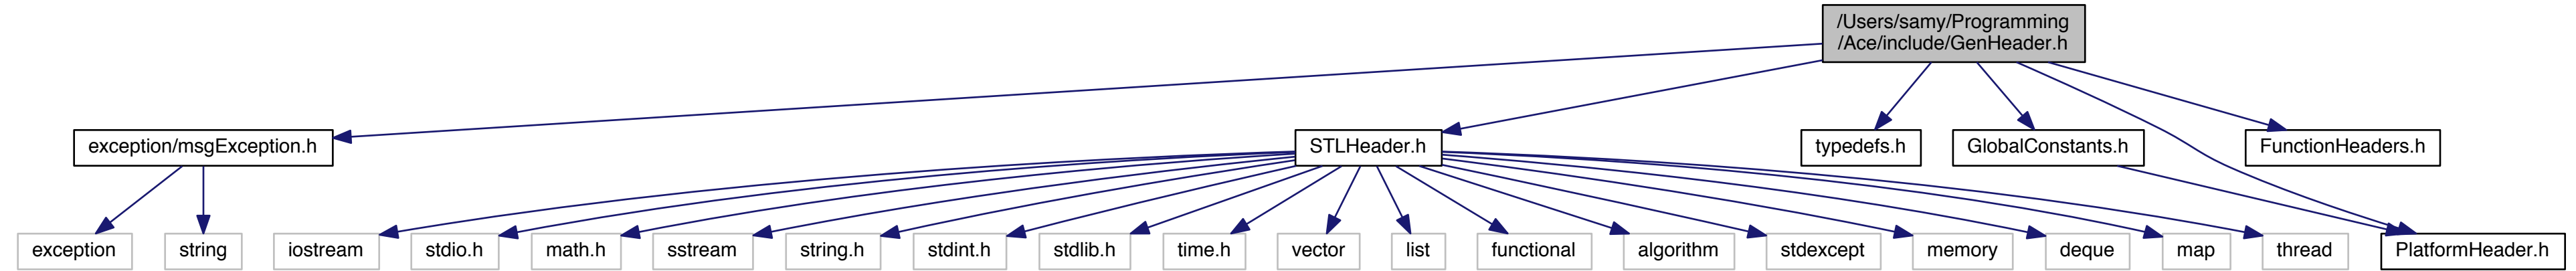 /Users/samy/Programming
/Ace/include/GenHeader.h
exception/msgException.h
STLHeader.h
typedefs.h
GlobalConstants.h
FunctionHeaders.h
exception
string
iostream
stdio.h
math.h
sstream
string.h
stdint.h
stdlib.h
time.h
vector
list
functional
algorithm
stdexcept
memory
deque
map
thread
PlatformHeader.h